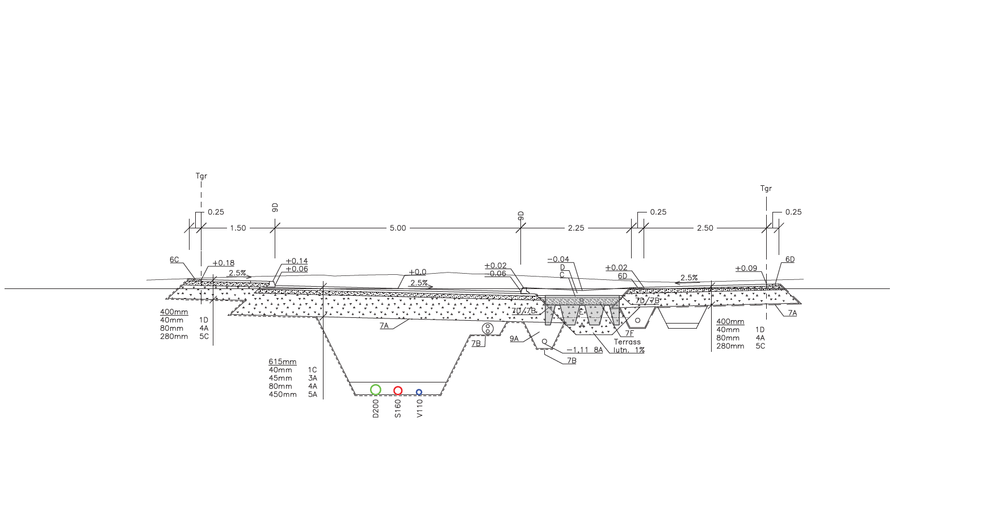 Tgr
Tgr
9D
9D
0.25
0.25
0.25
1.50
5.00
2.25
2.50
6C
+0.18
2.5%
+0.14
+0.06
+0.0
2.5%
+0.02
-0.06
-0.04
D
C
+0.02
6D
2.5%
+0.09
6D
7D/7B
B
E
A
7D/7B
7A
7A
7B
9A
7F
Terrass
lutn. 1%
-1,11 8A
7B
400mm
40mm 1D
80mm 4A
280mm 5C
400mm
40mm 1D
80mm 4A
280mm 5C
615mm
40mm 1C
45mm 3A
80mm 4A
450mm 5A
D200
S160
V110